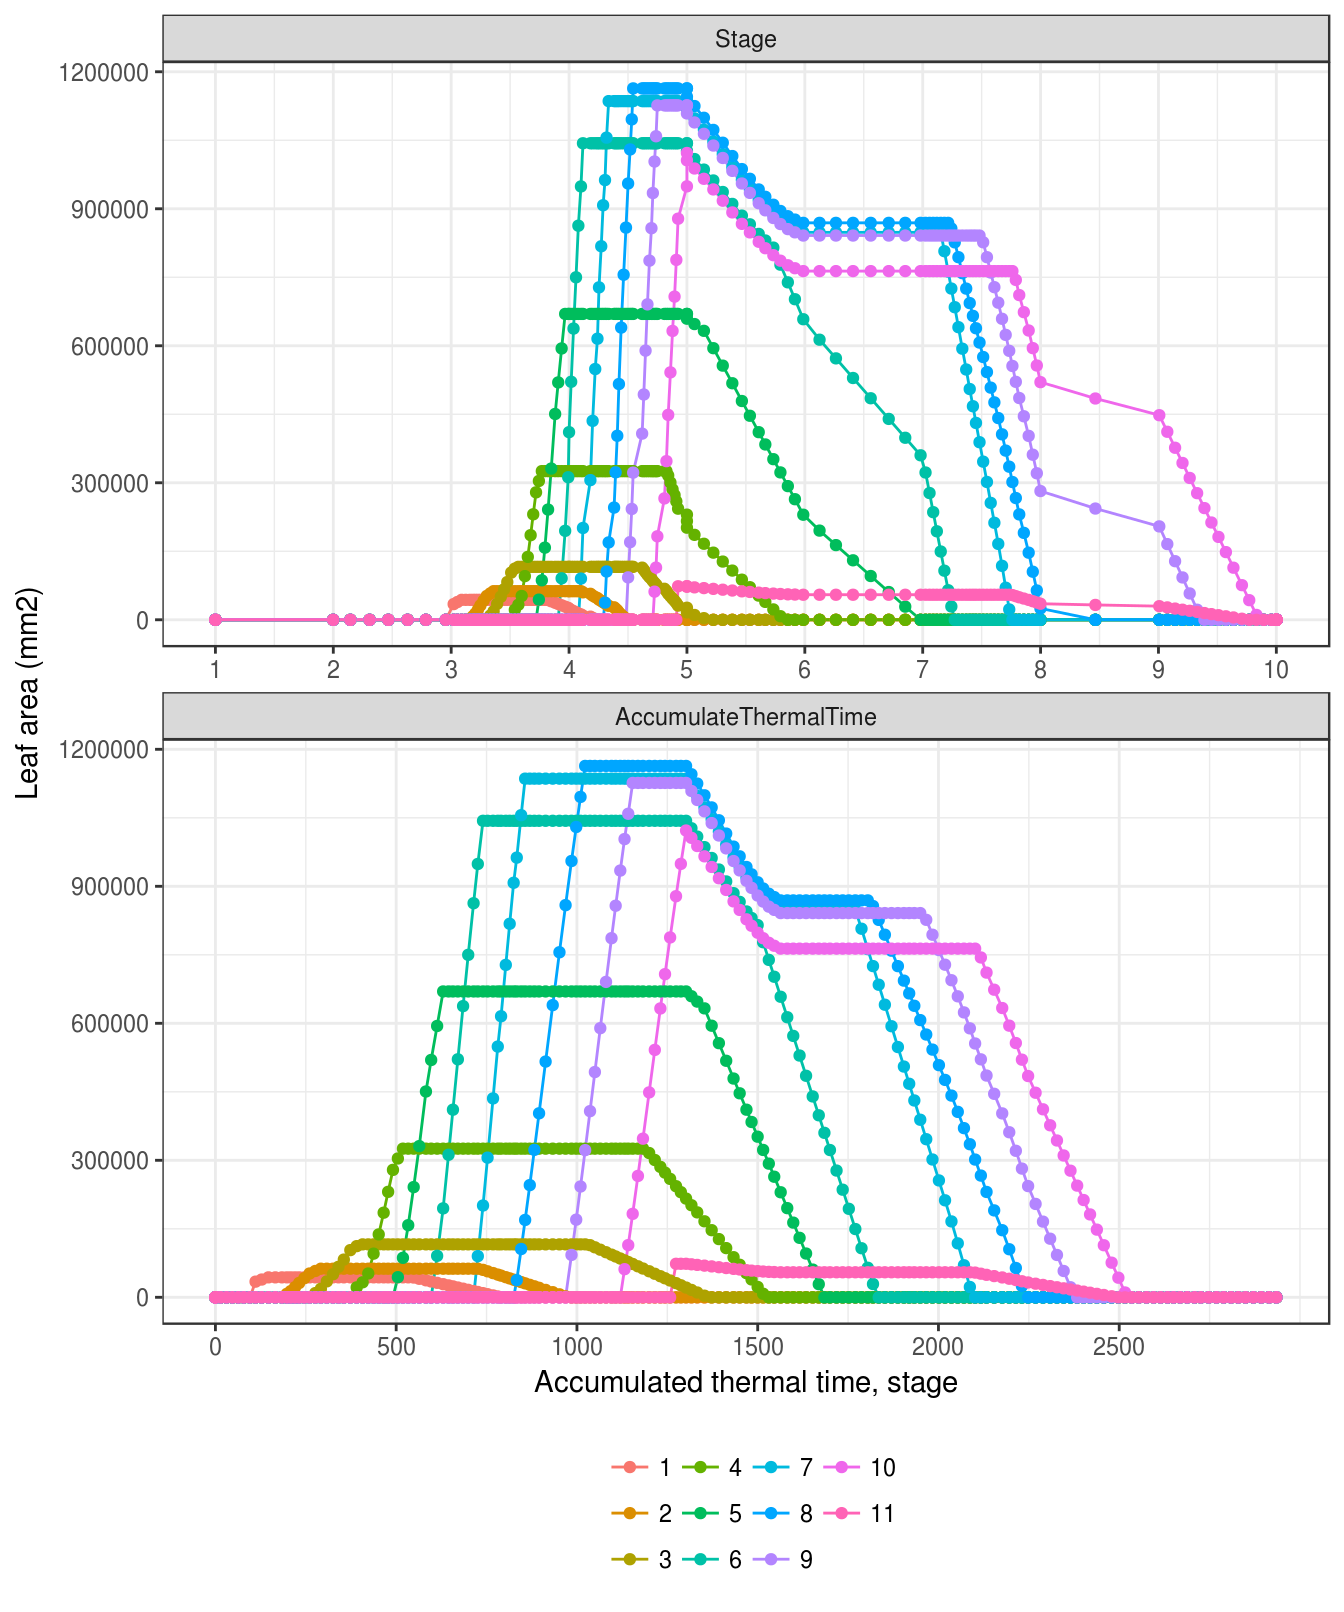 Stage
1200000
900000
600000
300000
0
1 2 3 4 5 6 7 8 9 10
Leaf area (mm2)
AccumulateThermalTime
1200000
900000
600000
300000
0
0 500 1000 1500 2000 2500
Accumulated thermal time, stage
1 4 7 10
2 5 8 11
3 6 9